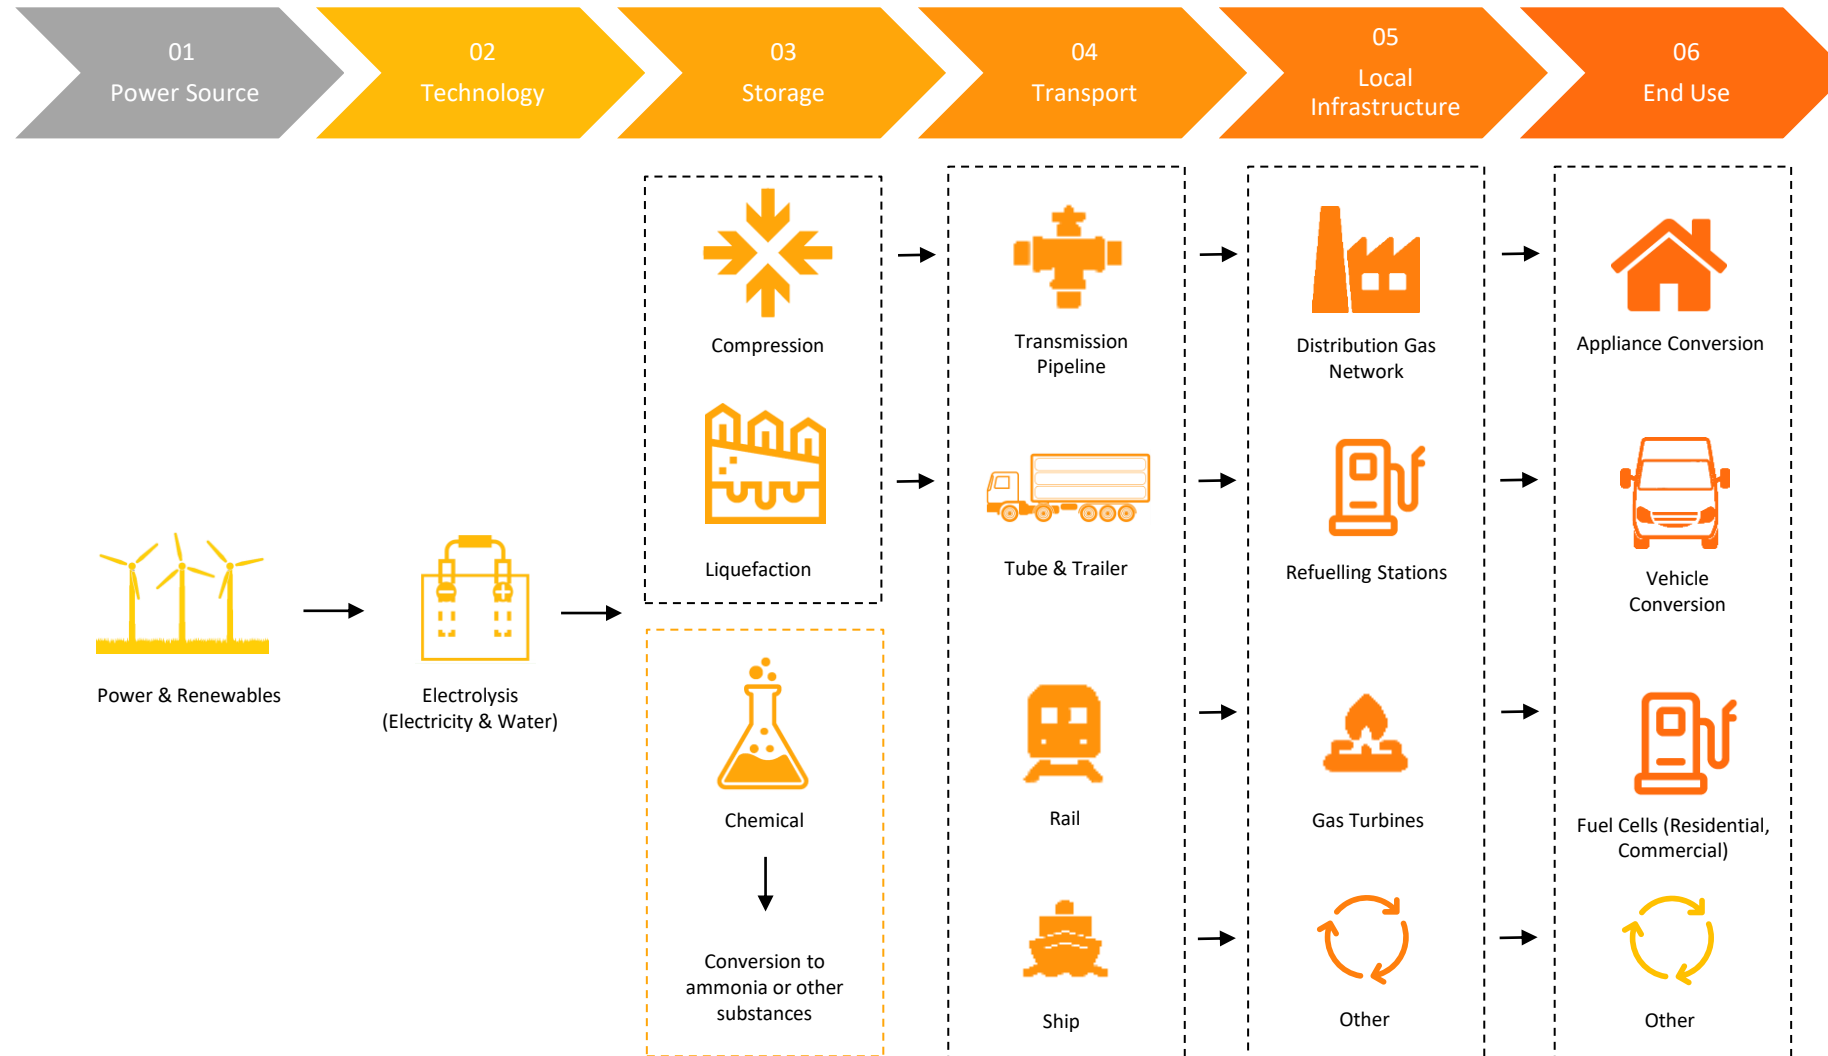 01
Power Source
02
Technology
03
Storage
04
Transport
05
Local
Infrastructure
06
End Use
Power & Renewables
Electrolysis
(Electricity & Water)
Compression
Liquefaction
Chemical
Conversion to
ammonia or other
substances
Transmission
Pipeline
Tube & Trailer
Rail
Ship
Distribution Gas
Network
Refuelling Stations
Gas Turbines
Other
Appliance Conversion
Vehicle
Conversion
Fuel Cells (Residential,
Commercial)
Other